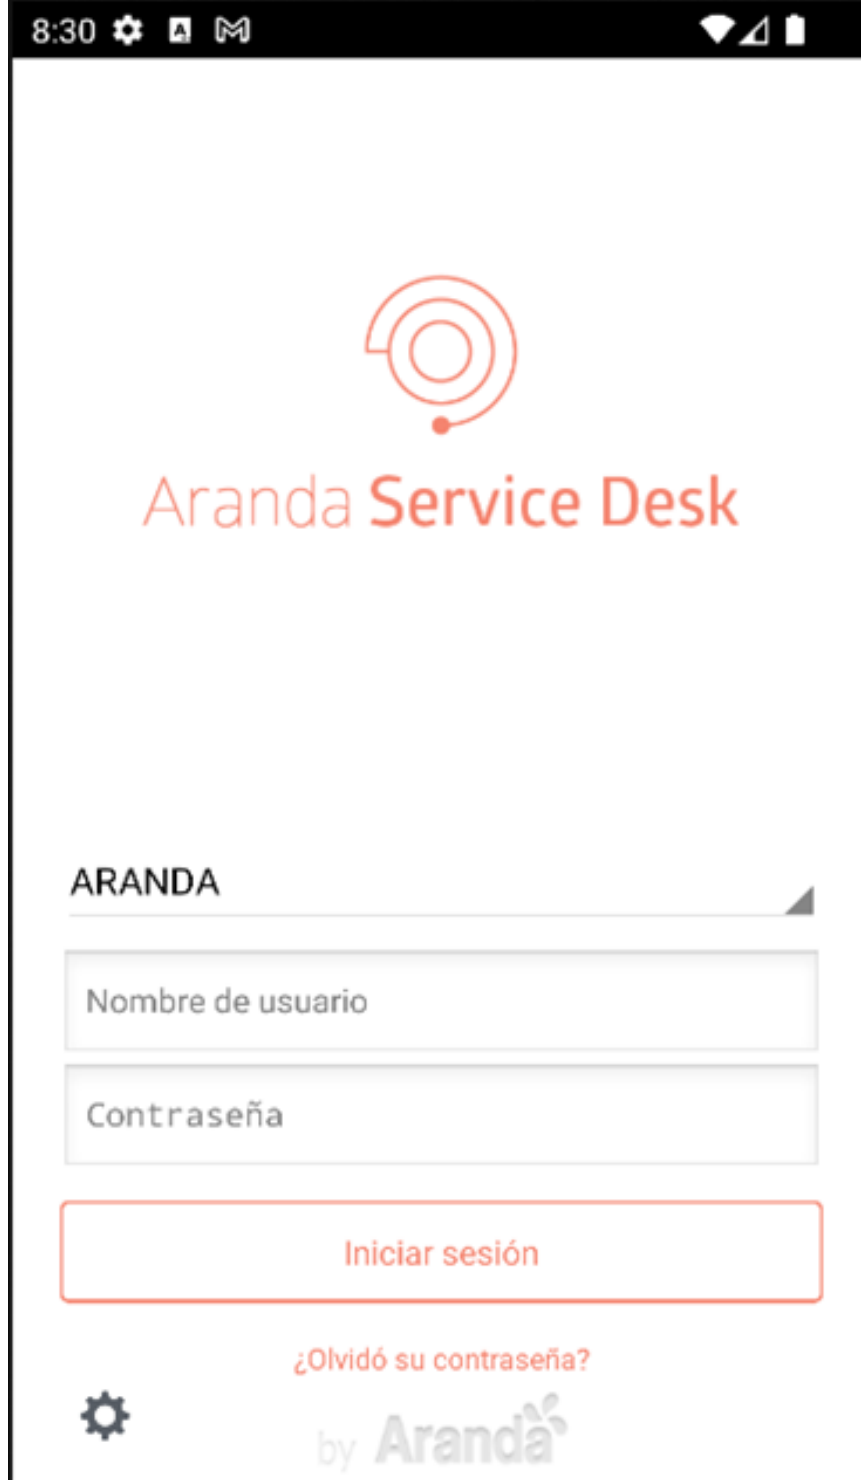 8:30
Aranda Service Desk
ARANDA
Nombre de usuario
Contraseña
Iniciar sesión
¿Olvidó su contraseña?
by Aranda